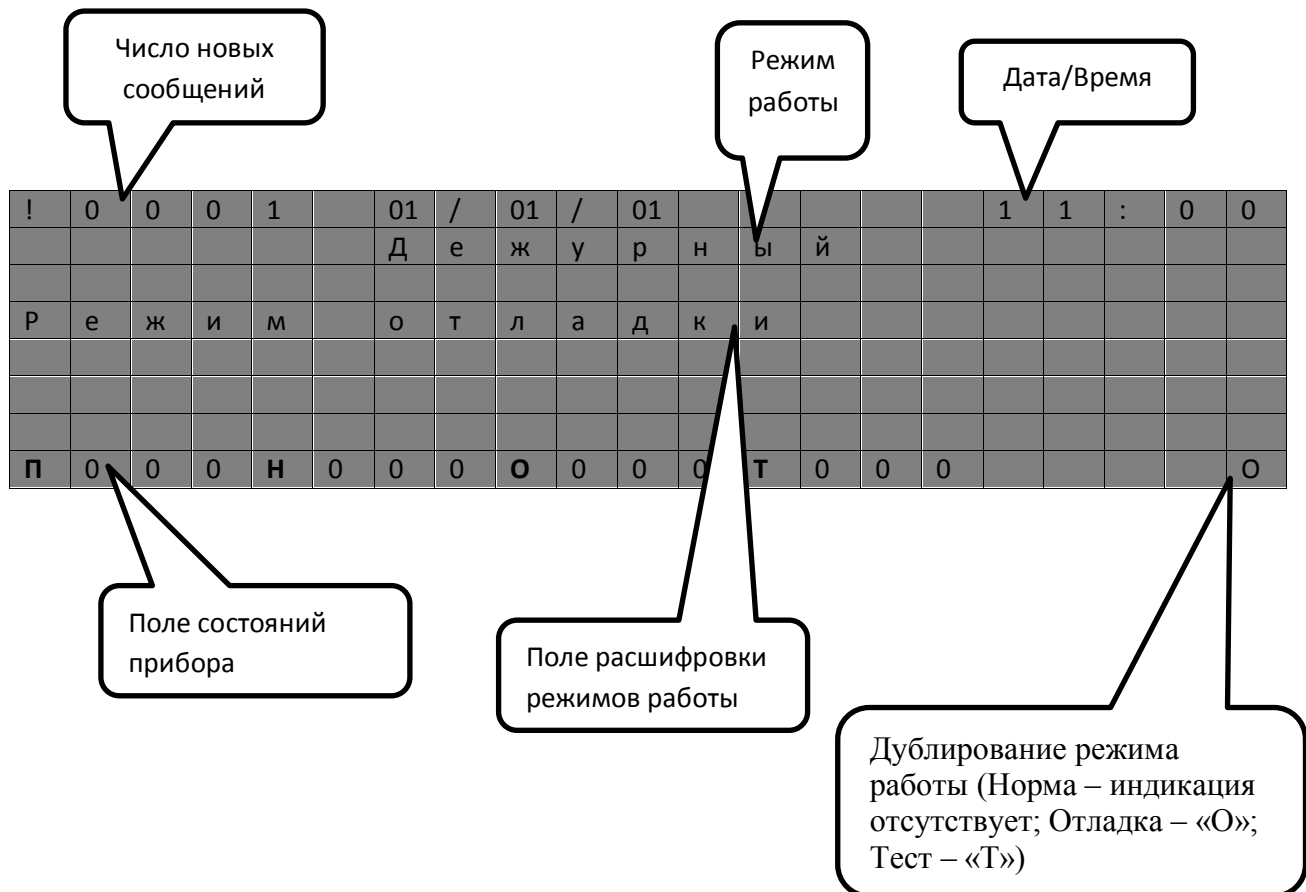 Число новых
сообщений
Режим
работы
Дата/Время
! 0 0 0 1 01 / 01 / 01 1 1 : 0 0
Д е ж у р н ы й
Р е ж и м о т л а д к и
П 0 0 0 Н 0 0 0 О 0 0 0 Т 0 0 0 О
Поле состояний
прибора
Поле расшифровки
режимов работы
Дублирование режима
работы (Норма – индикация
отсутствует; Отладка – «О»;
Тест – «Т»)